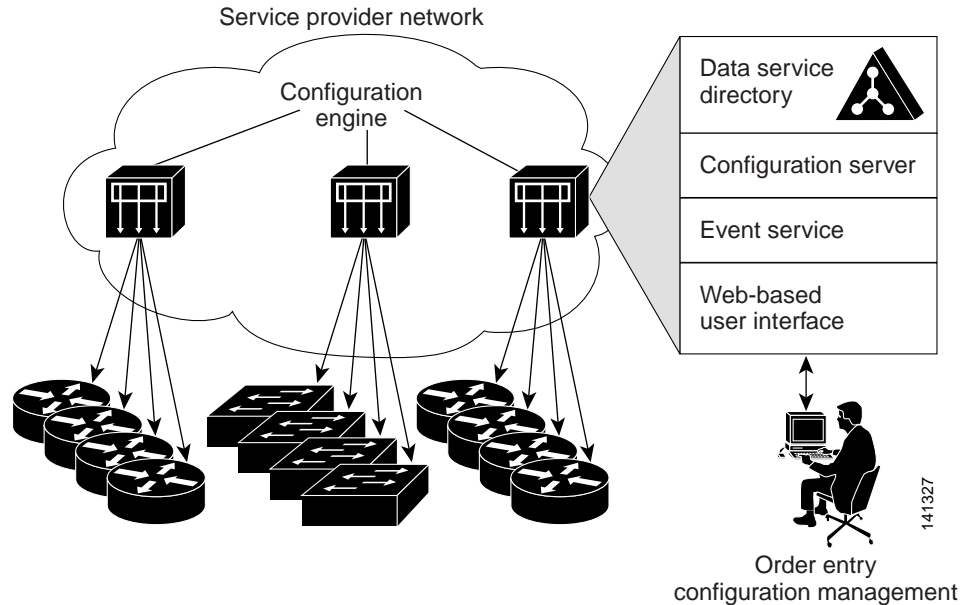 Service provider network
Configuration
engine
Data service
directory
Configuration server
Event service
Web-based
user interface
141327
Order entry
configuration management